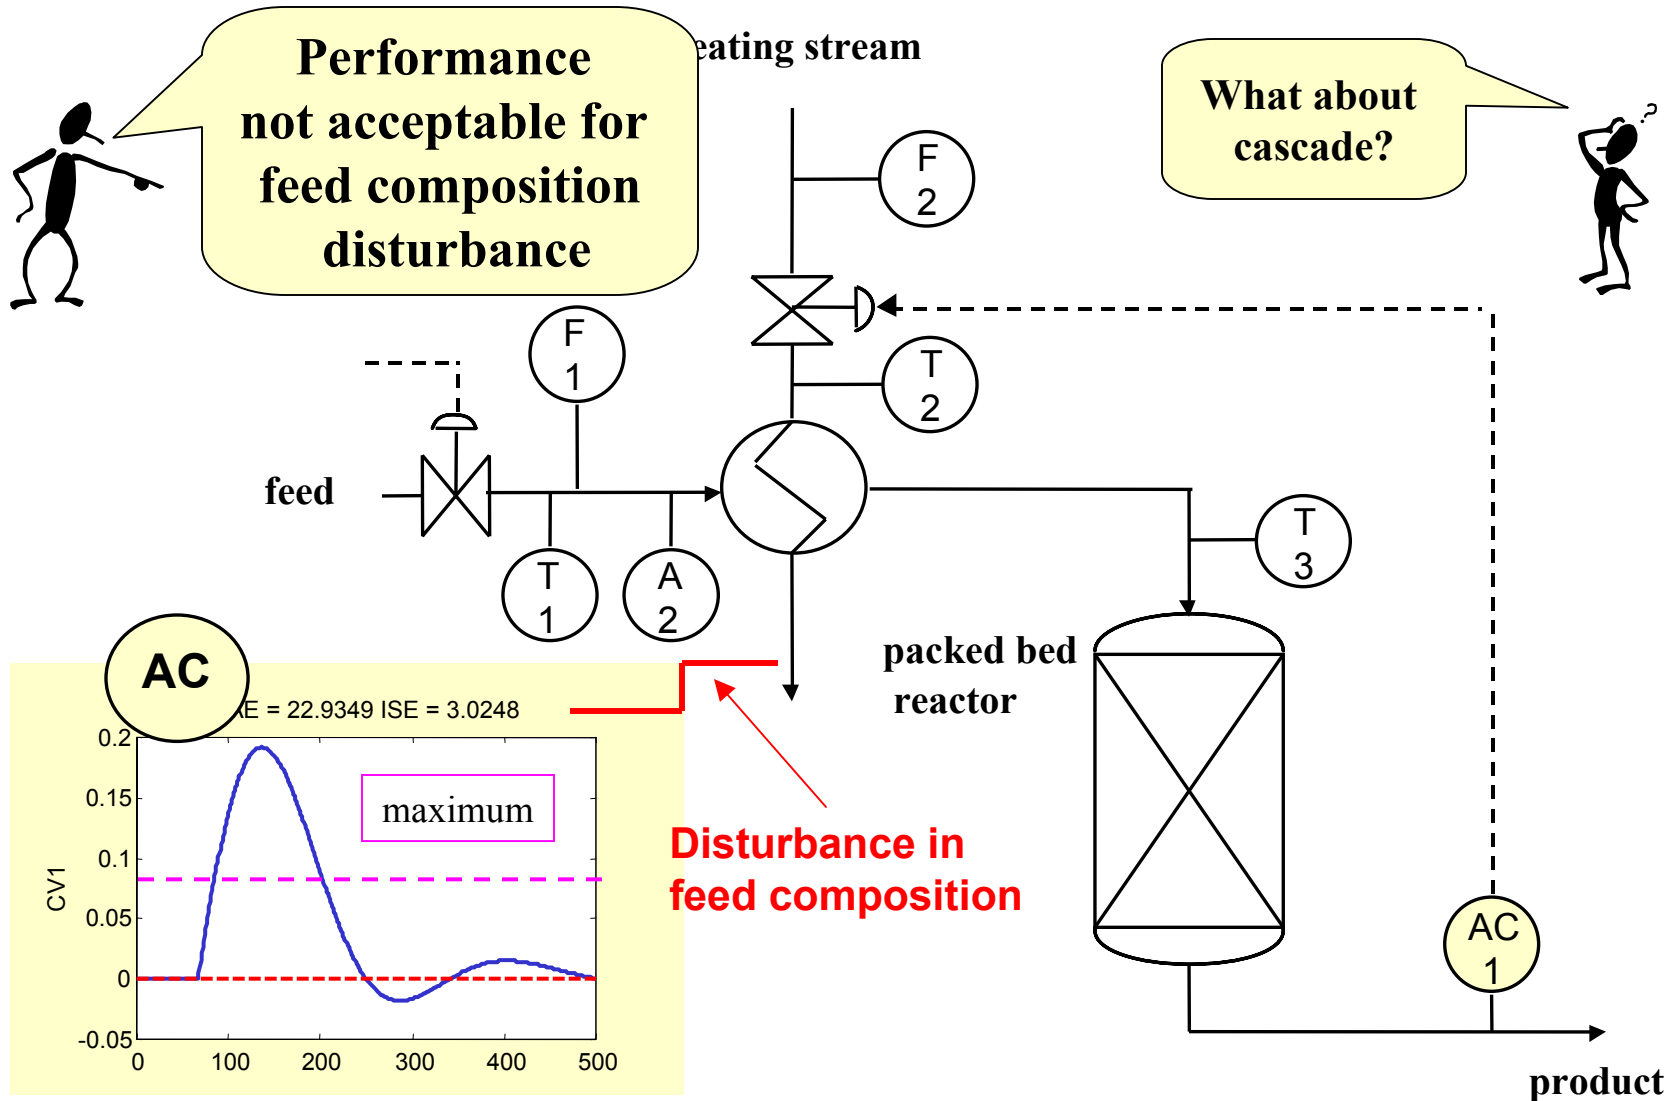 Performance
not acceptable for
feed composition
disturbance
eating stream
What about
cascade?
?
F
2
F
1
T
2
feed
T
1
A
2
T
3
packed bed
reactor
AC
AE = 22.9349 ISE = 3.0248
0.2
0.15
0.1
0.05
0
-0.05
CV1
maximum
0 100 200 300 400 500
Disturbance in
feed composition
AC
1
product